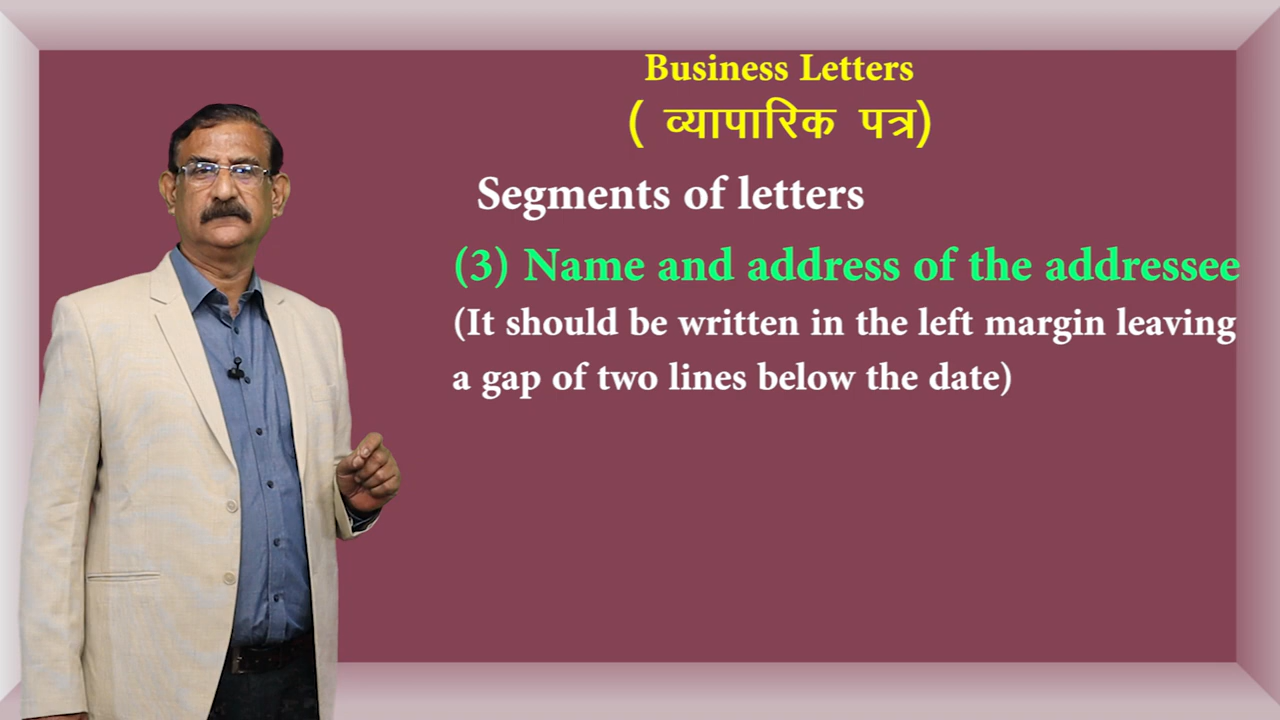 Business Letters
( व्यापारिक पत्र)
Segments of letters
(3) Name and address of the addressee
(It should be written in the left margin leaving
a gap of two lines below the date)